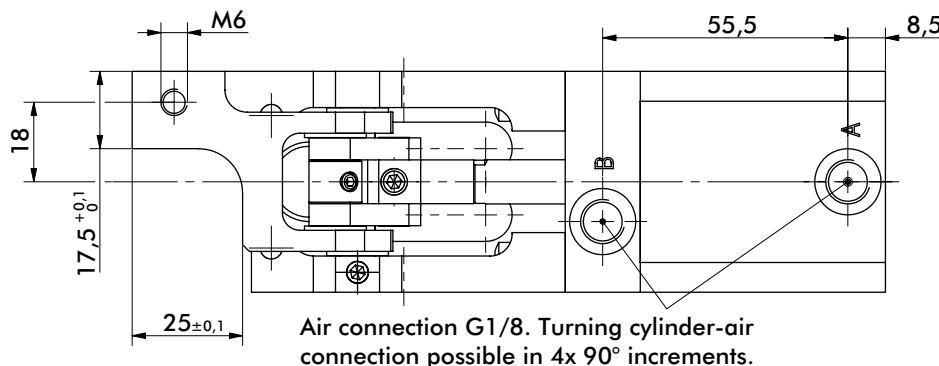 M6
55,5
8,5
18
17,5 +0,1 0
A
B
25±0,1
Air connection G1/8. Turning cylinder-air
connection possible in 4x 90° increments.